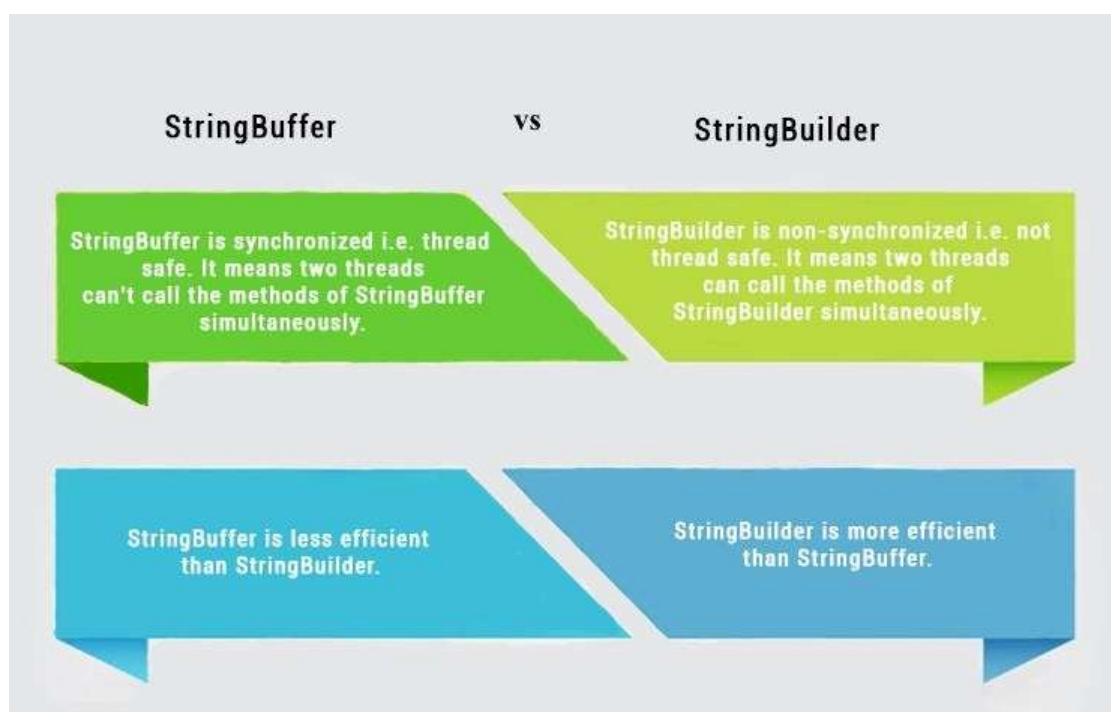 StringBuffer vs StringBuilder
StringBuffer is synchronized i.e. thread
safe. It means two threads
can't call the methods of StringBuffer
simultaneously.
StringBuilder is non-synchronized i.e. not
thread safe. It means two threads
can call the methods of
StringBuilder simultaneously.
StringBuffer is less efficient
than StringBuilder.
StringBuilder is more efficient
than StringBuffer.